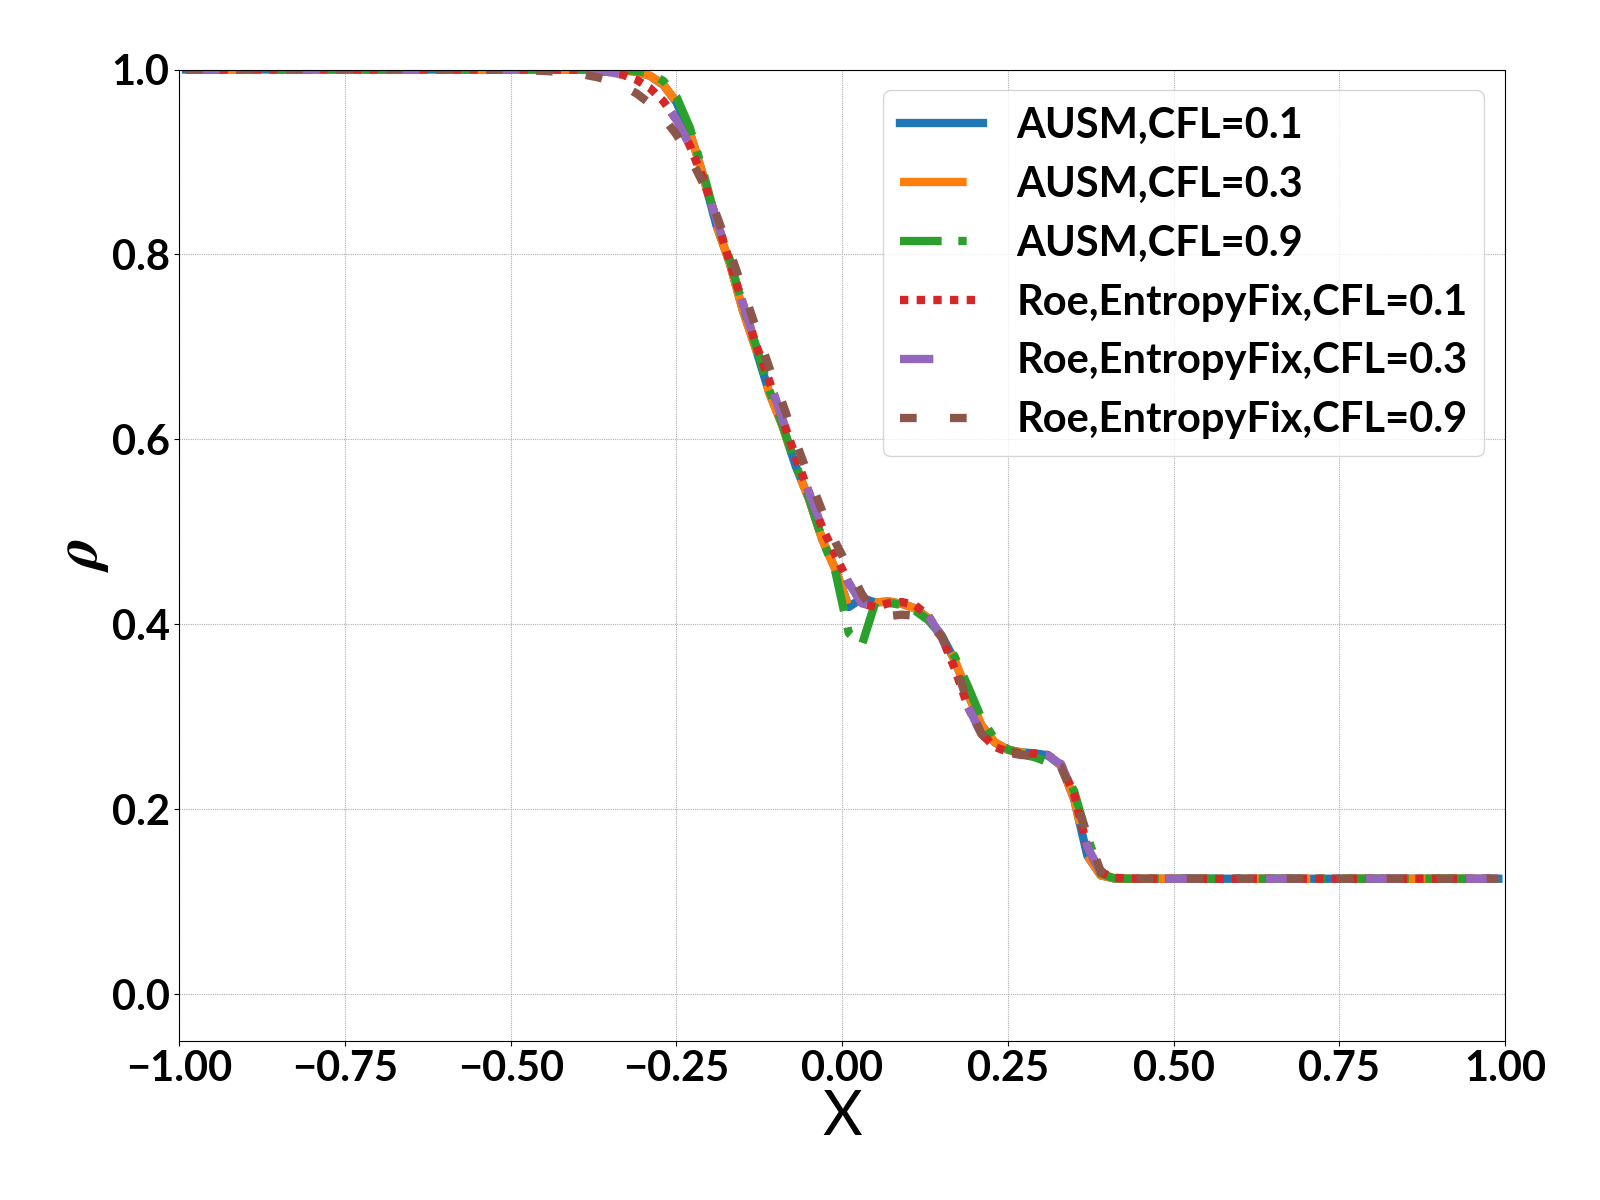 1.0
0.8
0.6
0.4
0.2
0.0
ρ
AUSM,CFL=0.1
AUSM,CFL=0.3
AUSM,CFL=0.9
Roe,EntropyFix,CFL=0.1
Roe,EntropyFix,CFL=0.3
Roe,EntropyFix,CFL=0.9
−1.00 −0.75 −0.50 −0.25 0.00 0.25 0.50 0.75 1.00
X